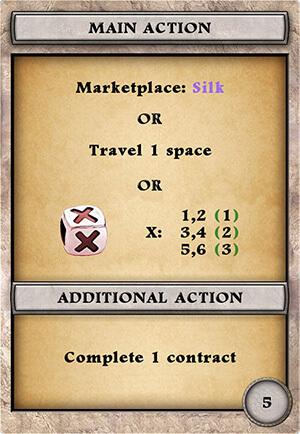 MAIN ACTION
Marketplace: Silk
OR
Travel 1 space
OR
X X
1,2 (1)
X: 3,4 (2)
5,6 (3)
ADDITIONAL ACTION
Complete 1 contract
5